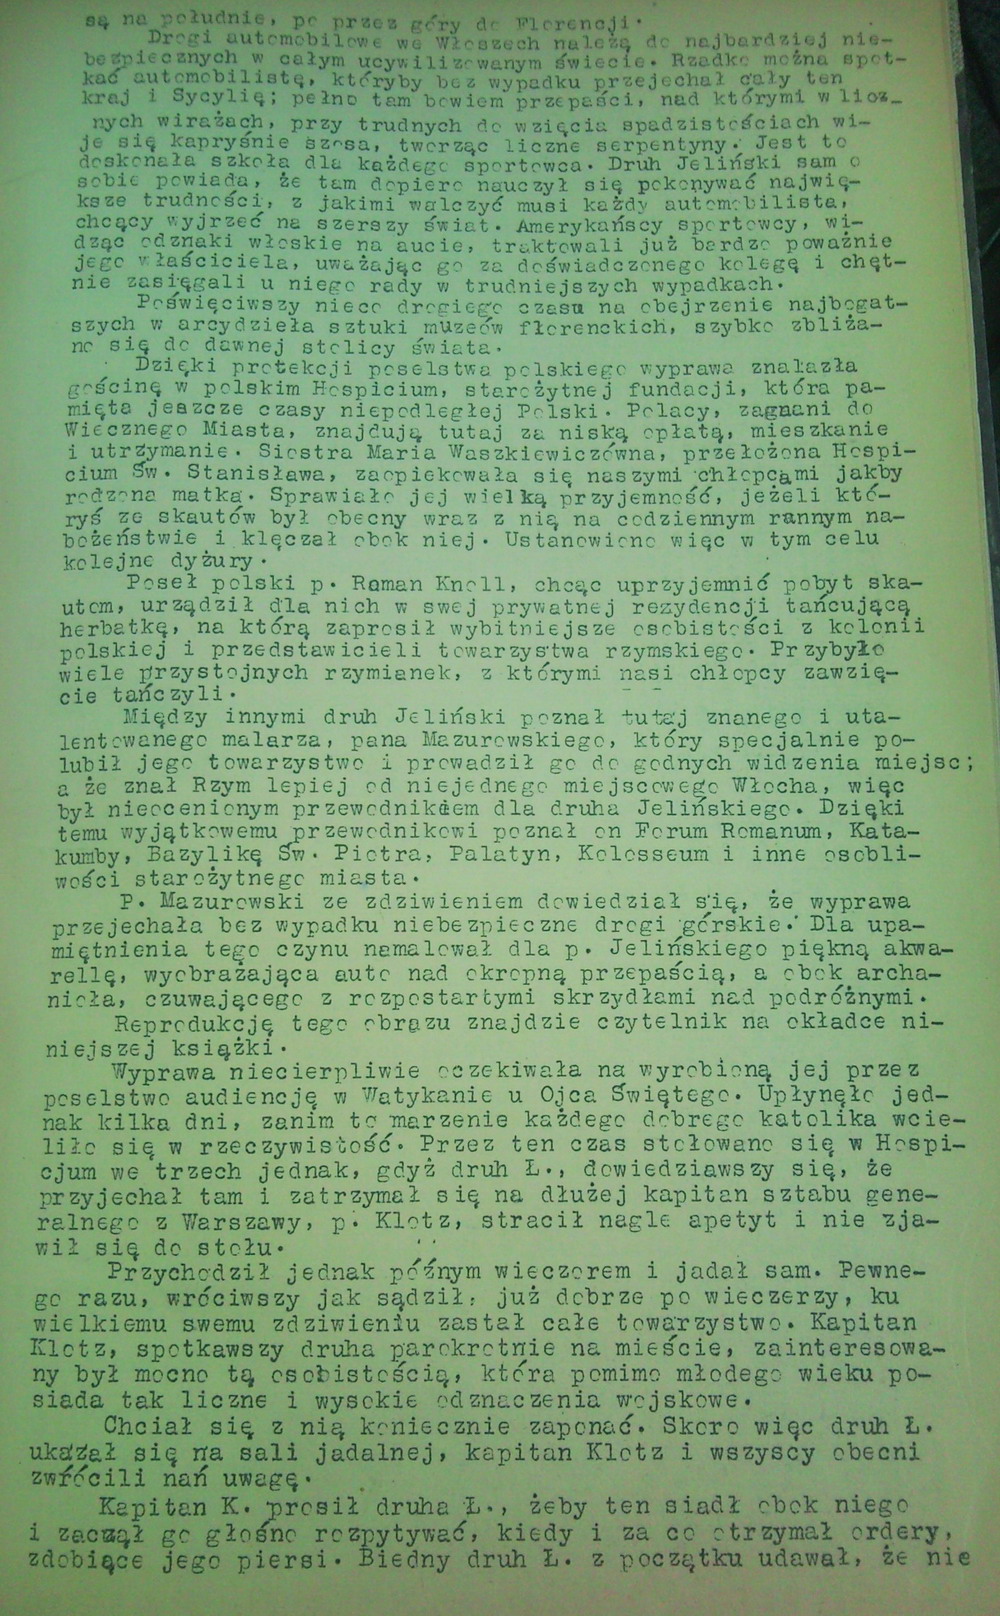 są na południe, po przez góry do Florencji.
Drogi automobilowe we Włoszech należą do najbardziej nie-
bezpiecznych w całym ucywilizowanym świecie. Rzadko można spot-
kać automobilistę, któryby bez wypadku przejechał cały ten
kraj i Sycylię; pełno tam bowiem przepaści, nad którymi w licz_
nych wirażach, przy trudnych do wzięcia spadzistościach wi-
je się kapryśnie szosa, tworząc liczne serpentyny. Jest to
doskonała szkoła dla każdego sportowca. Druh Jeliński sam o
sobie powiada, że tam dopiero nauczył się pokonywać najwię-
ksze trudności, z jakimi walczyć musi każdy automobilista,
chcący wyjrzeć na szerszy świat. Amerykańscy sportowcy, wi-
dząc odznaki włoskie na aucie, traktowali już bardzo poważnie
jego właściciela, uważając go za doświadczonego kolegę i chęt-
nie zasięgali u niego rady w trudniejszych wypadkach.
Poświęciwszy nieco drogiego czasu na obejrzenie najbogat-
szych w arcydzieła sztuki muzeów florenckich, szybko zbliża-
no się do dawnej stolicy świata.
Dzięki protekcji poselstwa polskiego wyprawa znalazła
gościnę w polskim Hospicium, starożytnej fundacji, która pa-
mięta jeszcze czasy niepodległej Polski. Polacy, zagnani do
Wiecznego Miasta, znajdują tutaj za niską opłatą, mieszkanie
i utrzymanie. Siostra Maria Waszkiewiczówna, przełożona Hospi-
cium Św. Stanisława, zaopiekowała się naszymi chłopcami jakby
rodzona matka. Sprawiało jej wielką przyjemność, jeżeli któ-
ryś ze skautów był obecny wraz z nią na codziennym rannym na-
bożeństwie i klęczał obok niej. Ustanowiono więc w tym celu
kolejne dyżury.
Poseł polski p. Roman Knoll, chcąc uprzyjemnić pobyt ska-
utom, urządził dla nich w swej prywatnej rezydencji tańcującą
herbatkę, na którą zaprosił wybitniejsze osobistości z kolonii
polskiej i przedstawicieli towarzystwa rzymskiego. Przybyło
wiele przystojnych rzymianek, z którymi nasi chłopcy zawzię-
cie tańczyli.
Między innymi druh Jeliński poznał tutaj znanego i uta-
lentowanego malarza, pana Mazurowskiego, który specjalnie po-
lubił jego towarzystwo i prowadził go do godnych widzenia miejsc;
a że znał Rzym lepiej od niejednego miejscowego Włocha, więc
był nieocenionym przewodnikiem dla druha Jelińskiego. Dzięki
temu wyjątkowemu przewodnikowi poznał on Forum Romanum, Kata-
kumby, Bazylikę Św. Piotra, Palatyn, Kolosseum i inne osobli-
wości starożytnego miasta.
P. Mazurowski ze zdziwieniem dowiedział się, że wyprawa
przejechała bez wypadku niebezpieczne drogi górskie. Dla upa-
miętnienia tego czynu namalował dla p. Jelińskiego piękną akwa-
rellę, wyobrażająca auto nad okropną przepaścią, a obok archa-
nioła, czuwającego z rozpostartymi skrzydłami nad podróżnymi.
Reprodukcję tego obrazu znajdzie czytelnik na okładce ni-
niejszej książki.
Wyprawa niecierpliwie oczekiwała na wyrobioną jej przez
poselstwo audiencję w Watykanie u Ojca Świętego. Upłynęło jed-
nak kilka dni, zanim to marzenie każdego dobrego katolika wcie-
liło się w rzeczywistość. Przez ten czas stołowano się w Hospi-
cjum we trzech jednak, gdyż druh Ł., dowiedziawszy się, że
przyjechał tam i zatrzymał się na dłużej kapitan sztabu gene-
ralnego z Warszawy, p. Klotz, stracił nagle apetyt i nie zja-
wił się do stołu.
Przychodził jednak późnym wieczorem i jadał sam. Pewne-
go razu, wróciwszy jak sądził, już dobrze po wieczerzy, ku
wielkiemu swemu zdziwieniu zastał całe towarzystwo. Kapitan
Klotz, spotkawszy druha parokrotnie na mieście, zainteresowa-
ny był mocno tą osobistością, która pomimo młodego wieku po-
siada tak liczne i wysokie odznaczenia wojskowe.
Chciał się z nią koniecznie zaponać. Skoro więc druh Ł.
ukazał się na sali jadalnej, kapitan Klotz i wszyscy obecni
zwrócili nań uwagę.
Kapitan K. prosił druha Ł., żeby ten siadł obok niego
i zaczął go głośno rozpytywać, kiedy i za co otrzymał ordery,
zdobiące jego piersi. Biedny druh Ł. z początku udawał, że nie